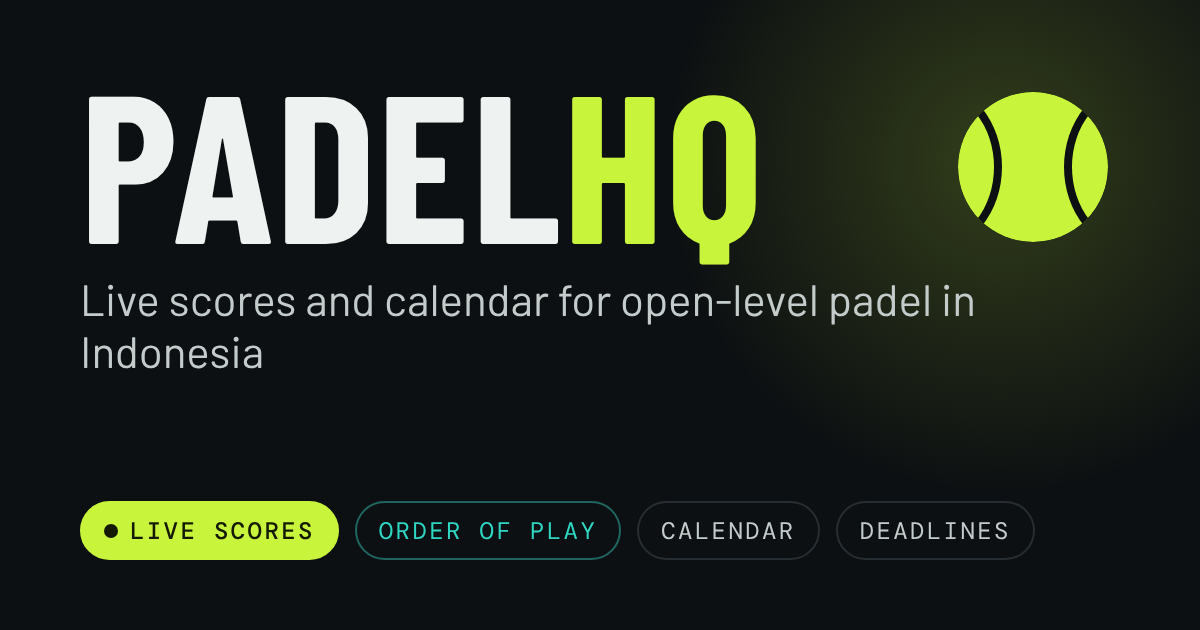 PADELHQ
Live scores and calendar for open-level padel in
Indonesia
LIVE SCORES
ORDER OF PLAY
CALENDAR
DEADLINES